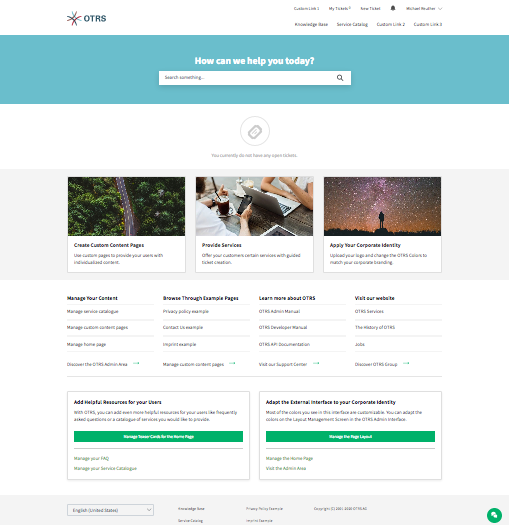 OTRS
Custom Link 1 My Tickets 0 New Ticket Michael Heather
Knowledge Base Service Catalog Custom Link 2 Custom Link 3
How can we help you today?
Search something...
You currently do not have any open tickets.
Create Custom Content Pages
Use custom pages to provide your users with
individualized content.
Provide Services
Offer your customers certain services with guided
ticket creation.
Apply Your Corporate Identity
Upload your logo and change the OTRS Colors to
match your corporate branding.
Manage Your Content
Manage service catalogue
Manage custom content pages
Manage home page
Discover the OTRS Admin Area
Browse Through Example Pages
Privacy policy example
Contact Us example
Imprint example
Manage custom content pages
Learn more about OTRS
OTRS Admin Manual
OTRS Developer Manual
OTRS API Documentation
Visit our Support Center
Visit our website
OTRS Services
The History of OTRS
Jobs
Discover OTRS Group
Add Helpful Resources for your Users
With OTRS, you can add even more helpful resources for your users like frequently
asked questions or a catalogue of services you would like to provide.
Manage Teaser Cards for the Home Page
Manage your FAQ
Manage your Service Catalogue
Adapt the External Interface to your Corporate Identity
Most of the colors you see in this interface are customizable. You can adapt the
colors on the Layout Management Screen in the OTRS Admin Interface.
Manage the Page Layout
Manage the Home Page
Visit the Admin Area
English (United States)
Knowledge Base
Service Catalog
Privacy Policy Example
Imprint Example
Copyright (C) 2001-2020 OTRS AG